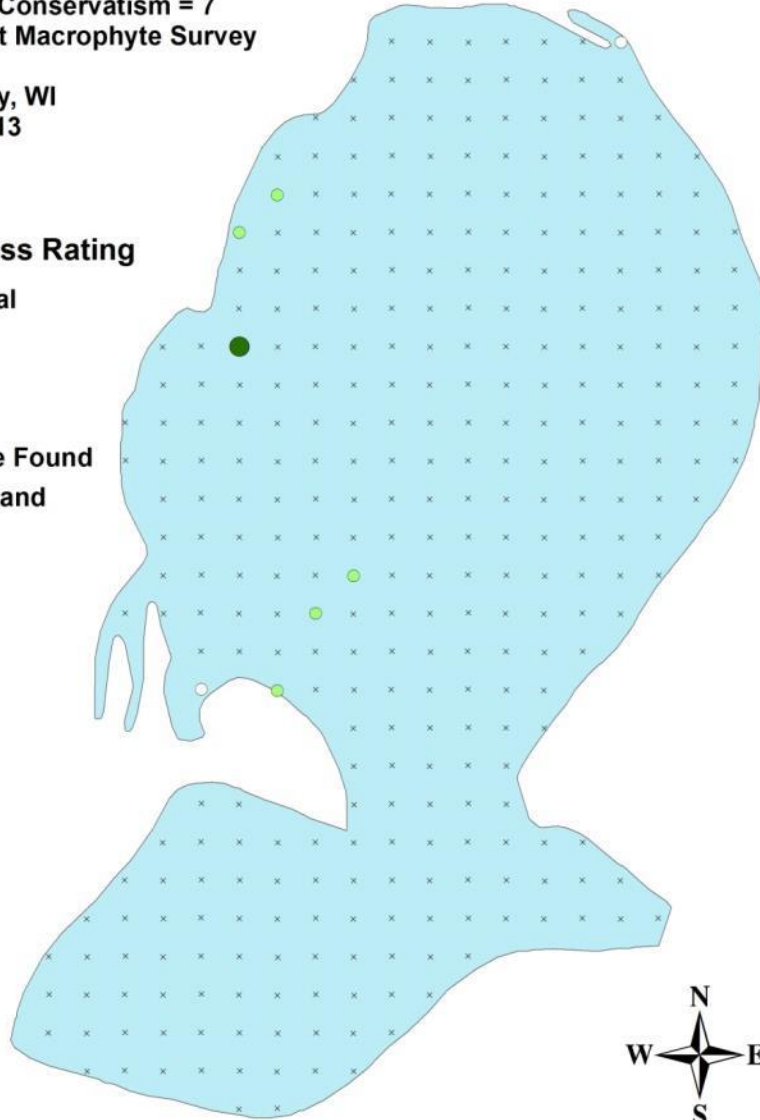 Conservatism = 7
t Macrophyte Survey
y, WI
13
ss Rating
al
e Found
and
N
W E
S